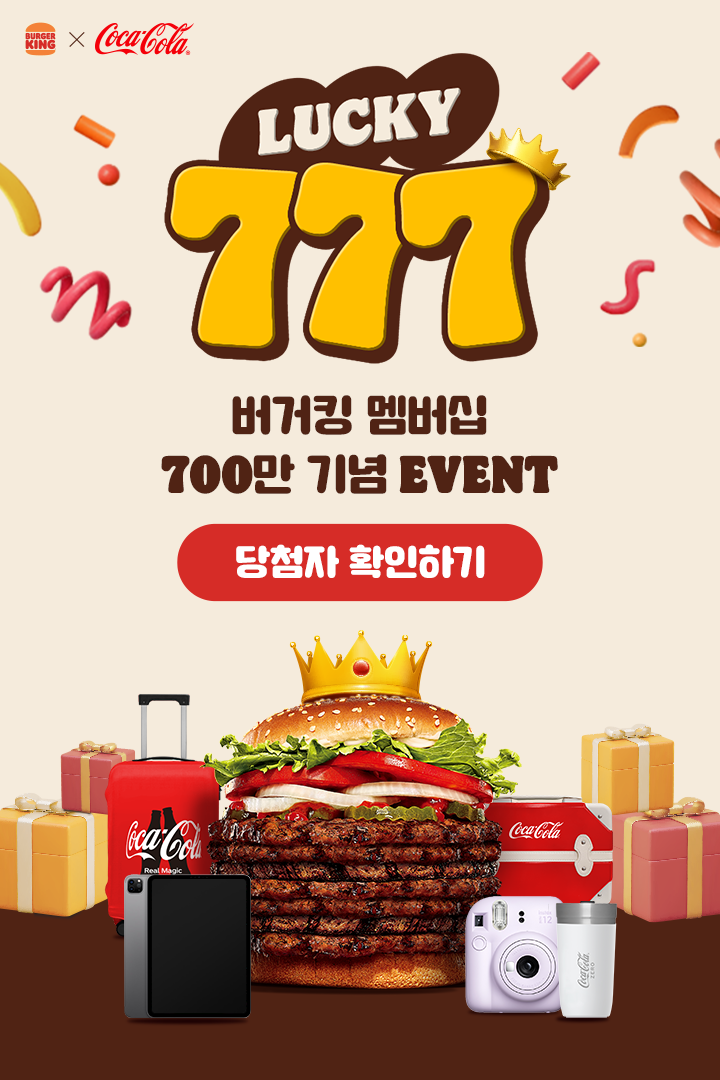 BURGER KING × Coca-Cola
LUCKY
777
버거킹 멤버십
700만 기념 EVENT
당첨자 확인하기
Coca-Cola
Real Magic
Coca-Cola
Coca-Cola
ZERO